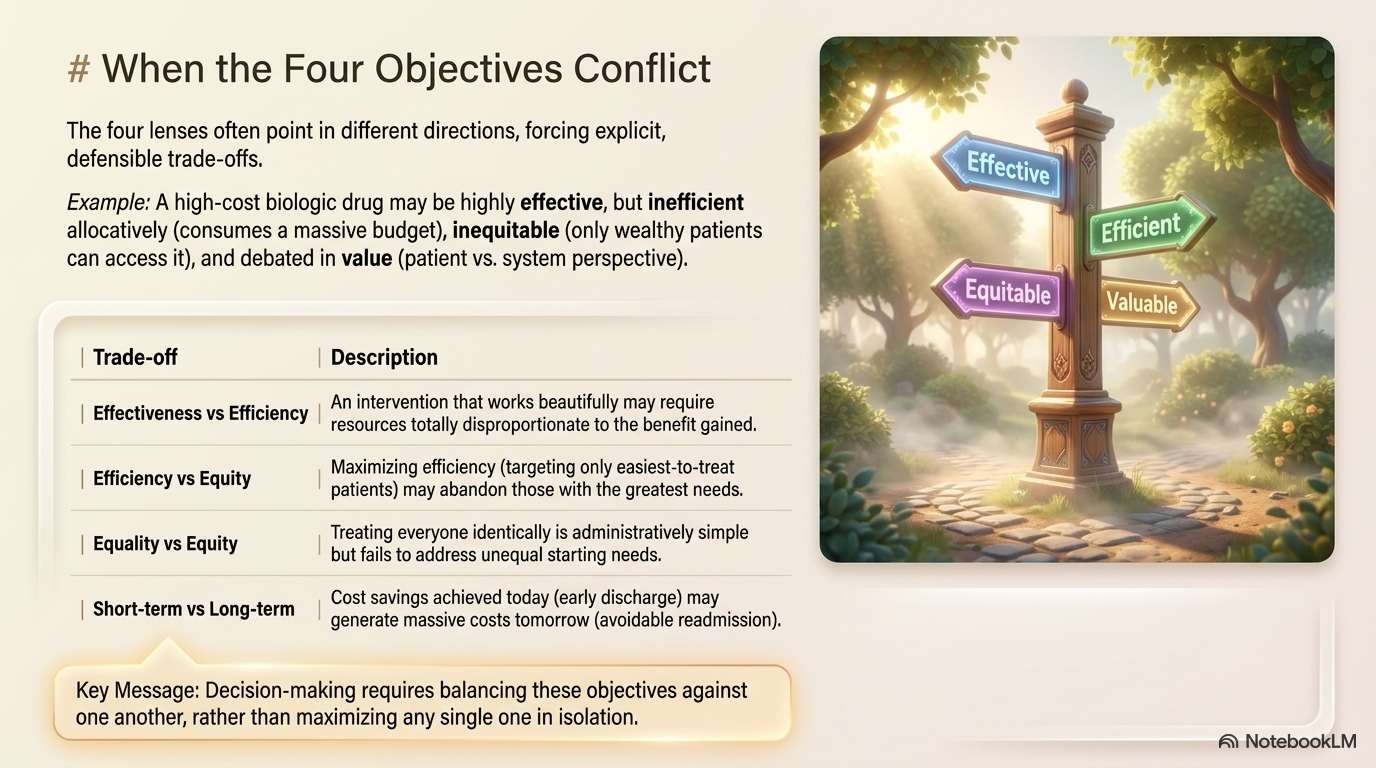 # When the Four Objectives Conflict
The four lenses often point in different directions, forcing explicit,
defensible trade-offs.
Example: A high-cost biologic drug may be highly effective, but inefficient
allocatively (consumes a massive budget), inequitable (only wealthy patients
can access it), and debated in value (patient vs. system perspective).
| Trade-off | Description
Effectiveness vs Efficiency | An intervention that works beautifully may require
resources totally disproportionate to the benefit gained.
| Efficiency vs Equity | Maximizing efficiency (targeting only easiest-to-treat
patients) may abandon those with the greatest needs.
| Equality vs Equity | Treating everyone identically is administratively simple
but fails to address unequal starting needs.
| Short-term vs Long-term | Cost savings achieved today (early discharge) may
generate massive costs tomorrow (avoidable readmission).
Key Message: Decision-making requires balancing these objectives against
one another, rather than maximizing any single one in isolation.
Effective
Efficient
Equitable
Valuable
NotebookLM